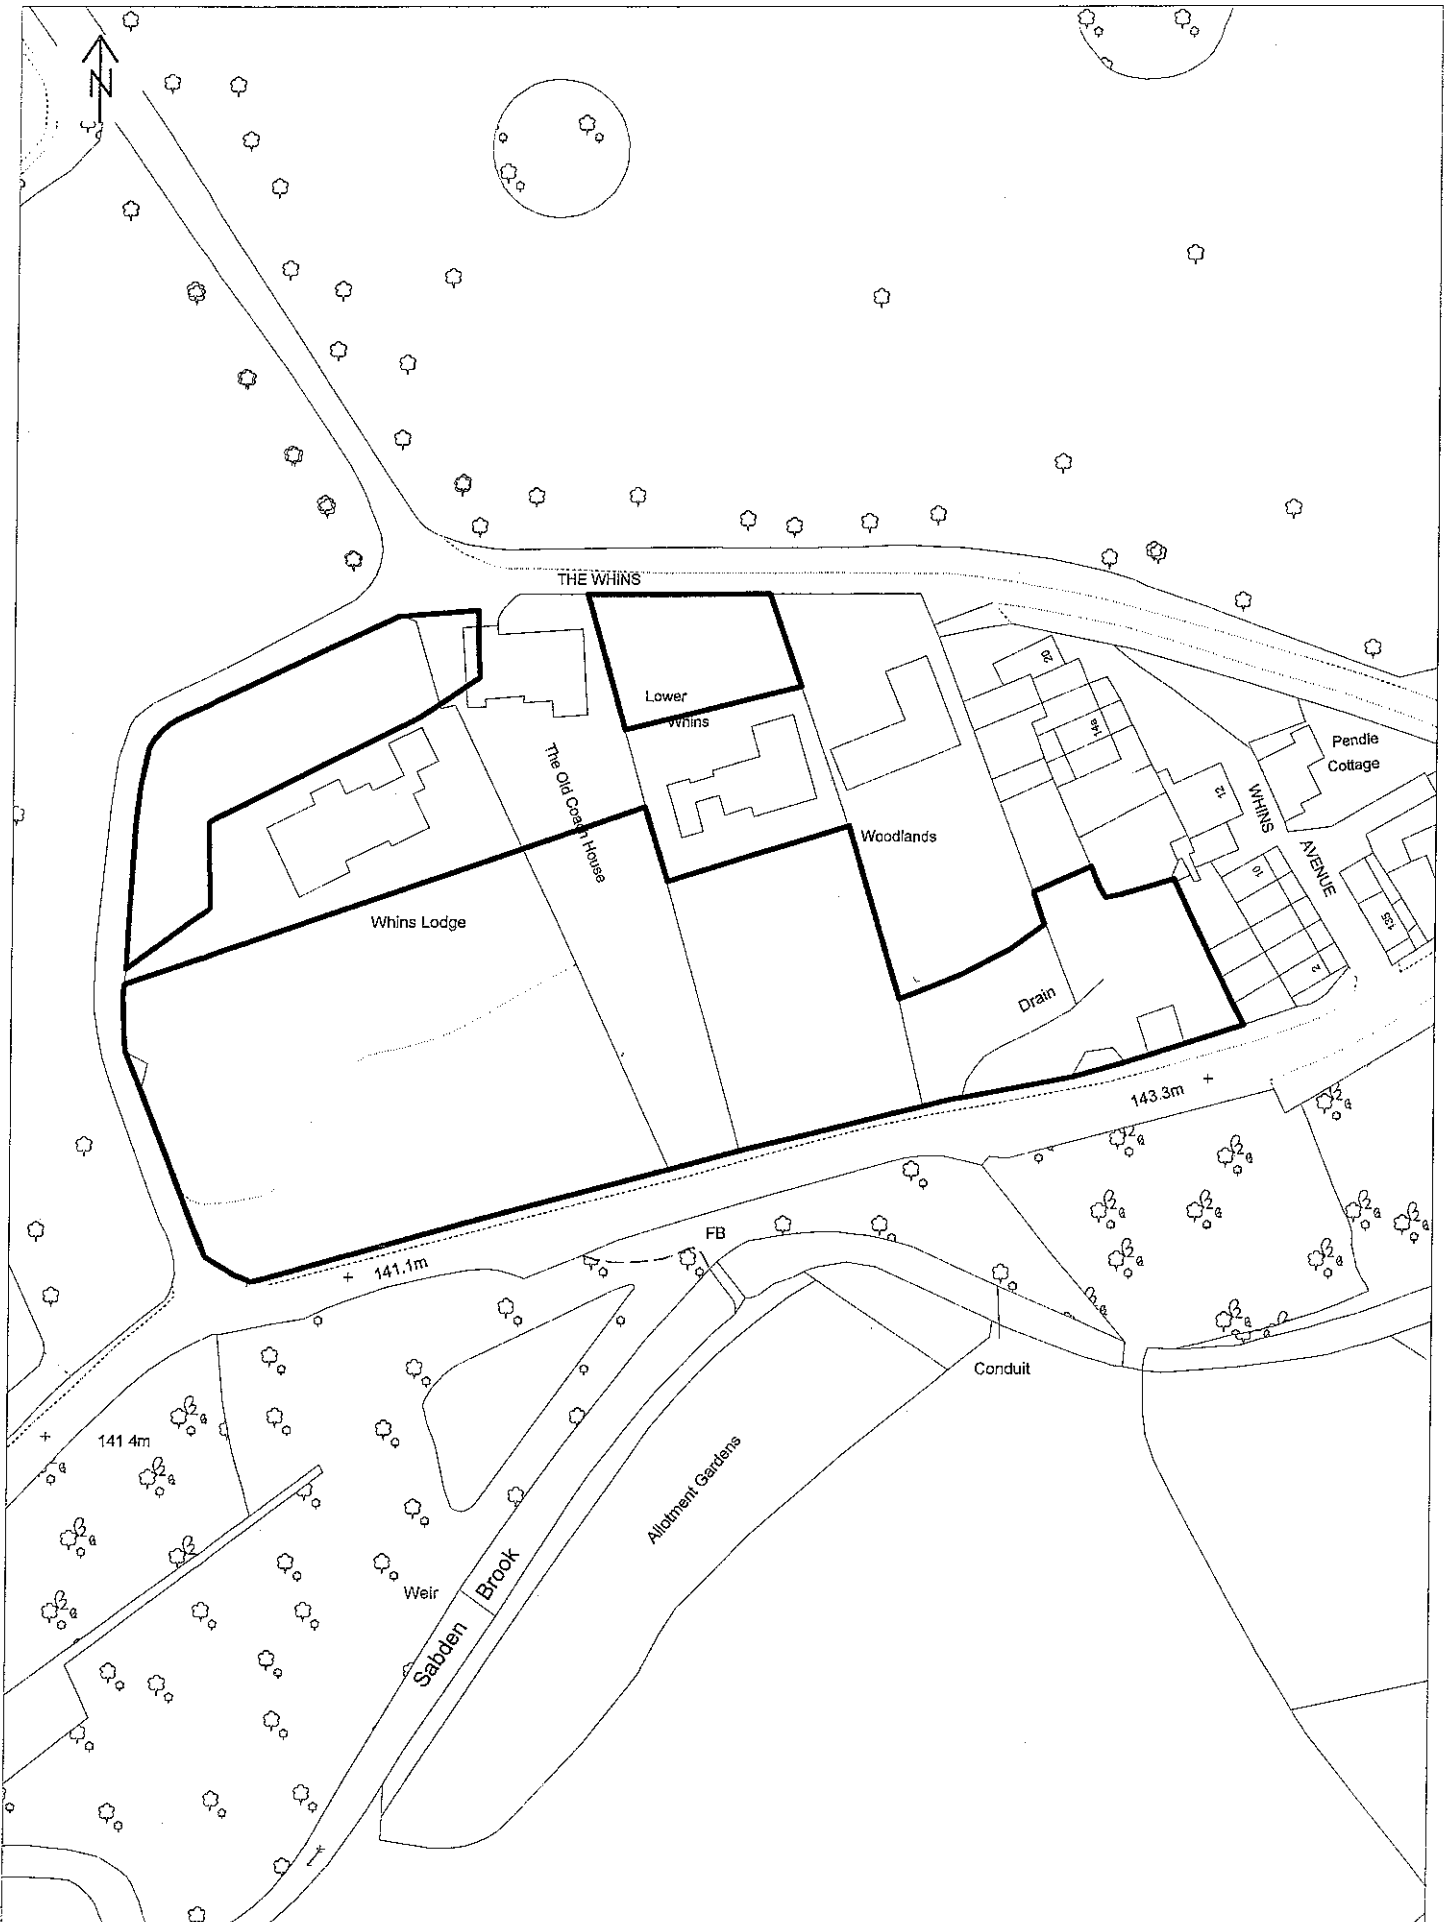 N
THE WHINS
20
Lower
Whins
14a
The Old Coach House
Pendle
Cottage
12
WHINS
AVENUE
Woodlands
10
135
Whins Lodge
2
Drain
143.3m
FB
141.1m
Conduit
141.4m
Allotment Gardens
Weir
Sabden Brook